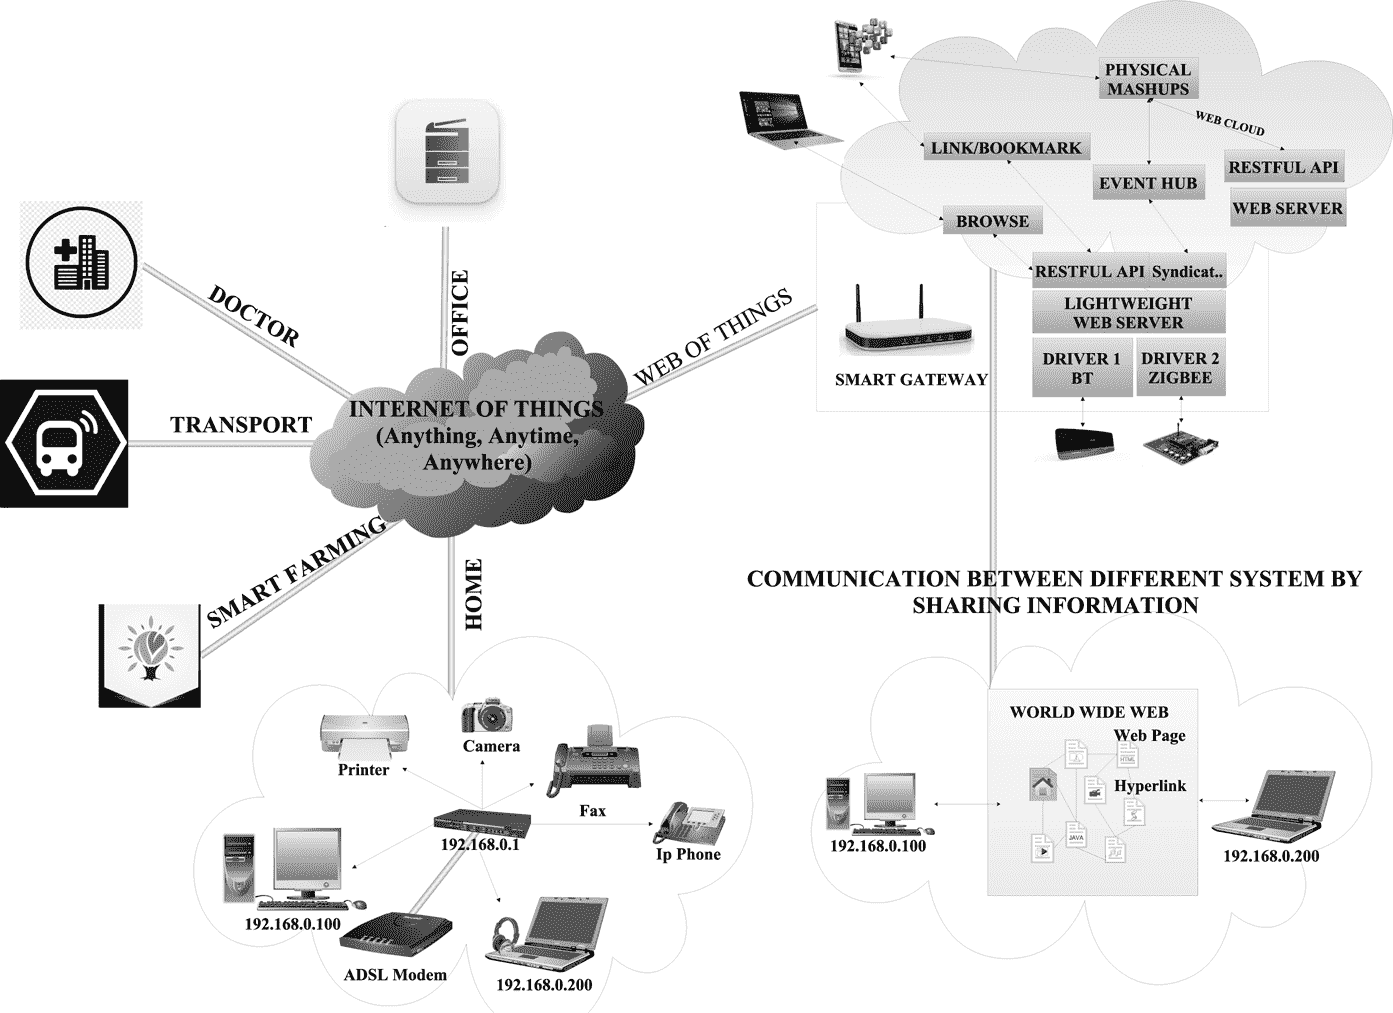 PHYSICAL
MASHUPS
WEB CLOUD
LINK/BOOKMARK
EVENT HUB
RESTFUL API
WEB SERVER
BROWSE
RESTFUL API Syndicat..
LIGHTWEIGHT
WEB SERVER
DRIVER 1
BT
DRIVER 2
ZIGBEE
SMART GATEWAY
DOCTOR
OFFICE
WEB OF THINGS
TRANSPORT
INTERNET OF THINGS
(Anything, Anytime,
Anywhere)
SMART FARMING
HOME
COMMUNICATION BETWEEN DIFFERENT SYSTEM BY
SHARING INFORMATION
Printer
Camera
Fax
Ip Phone
192.168.0.1
192.168.0.100
ADSL Modem
192.168.0.200
WORLD WIDE WEB
Web Page
HTML
Hyperlink
JAVA
192.168.0.100
192.168.0.200